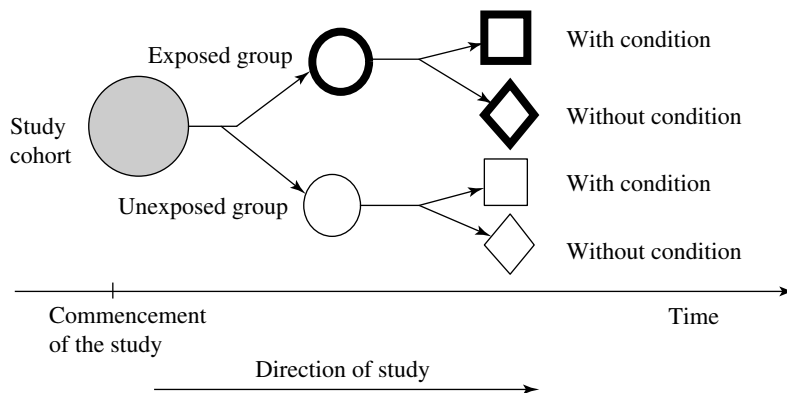 Exposed group
With condition
Without condition
Study
cohort
Unexposed group
With condition
Without condition
Commencement
of the study
Time
Direction of study